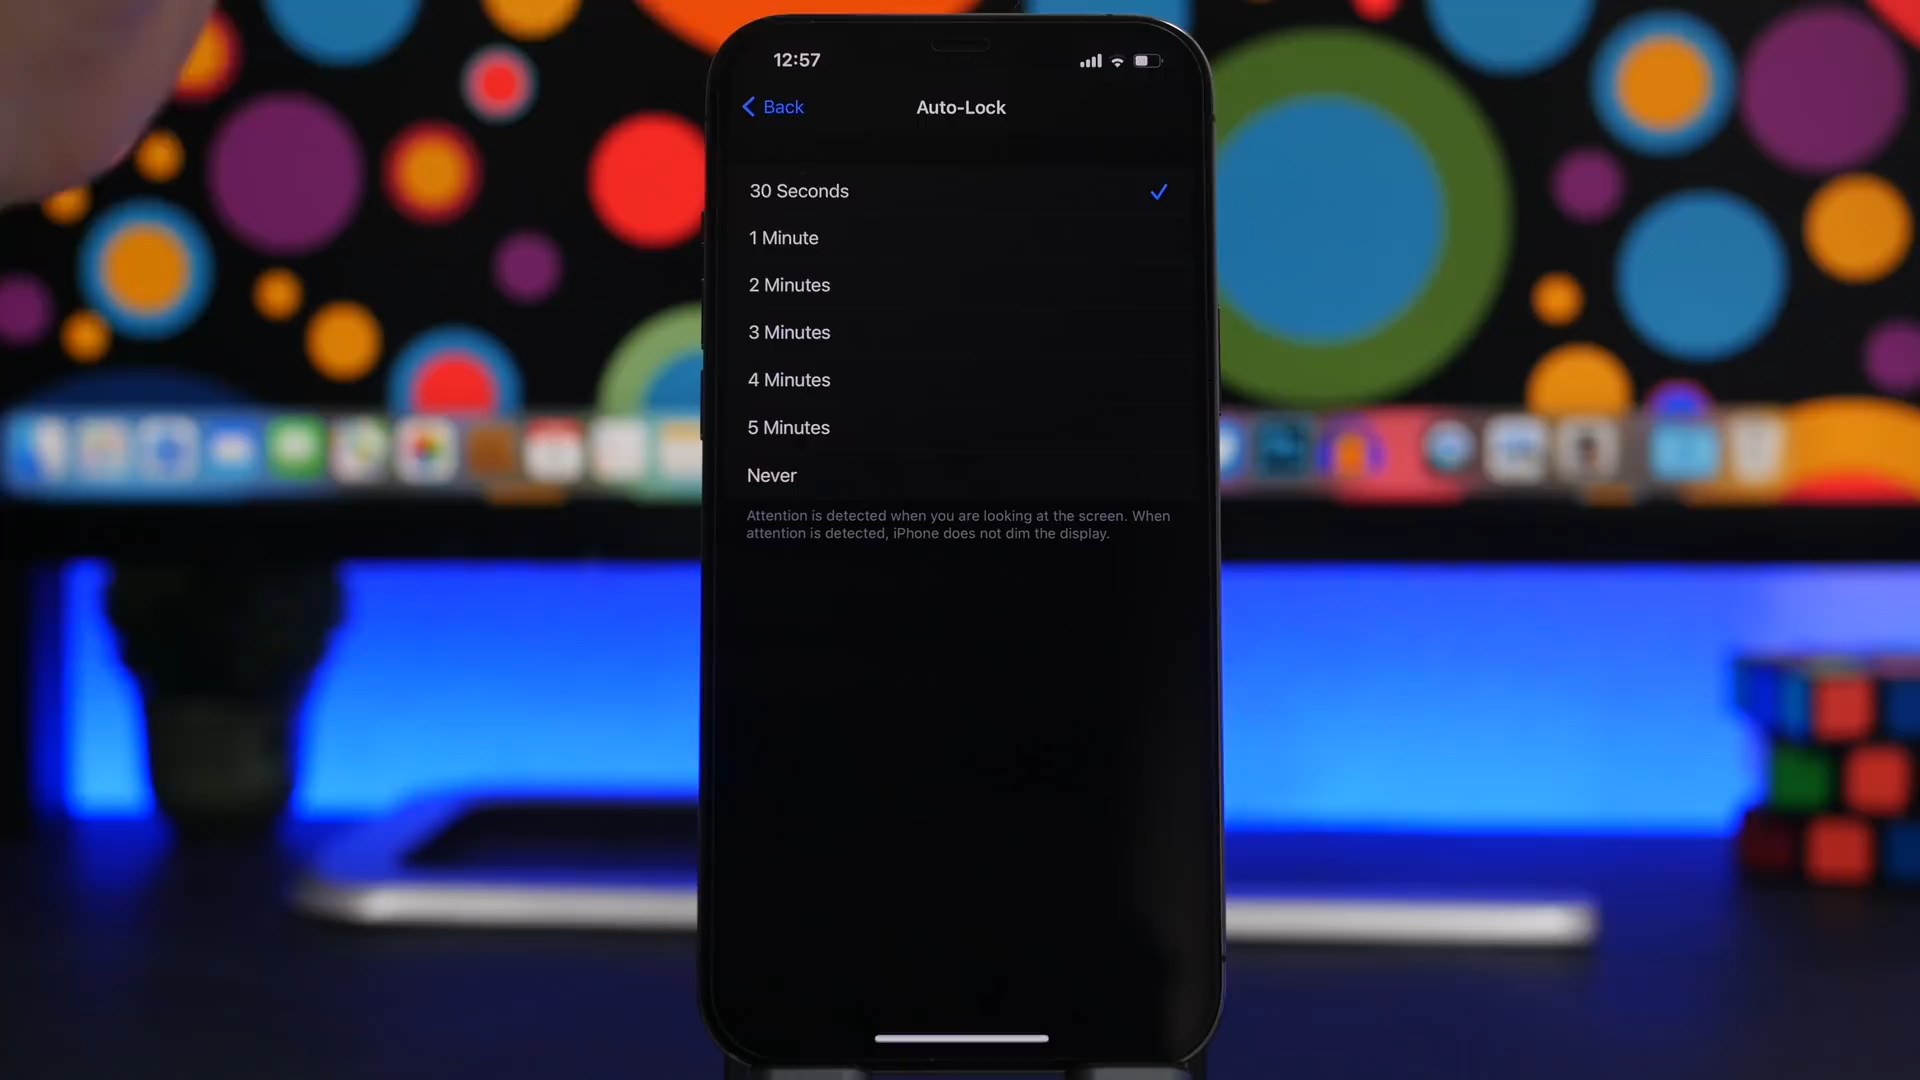 12:57
Back
Auto-Lock
30 Seconds
1 Minute
2 Minutes
3 Minutes
4 Minutes
5 Minutes
Never
Attention is detected when you are looking at the screen. When
attention is detected, iPhone does not dim the display.